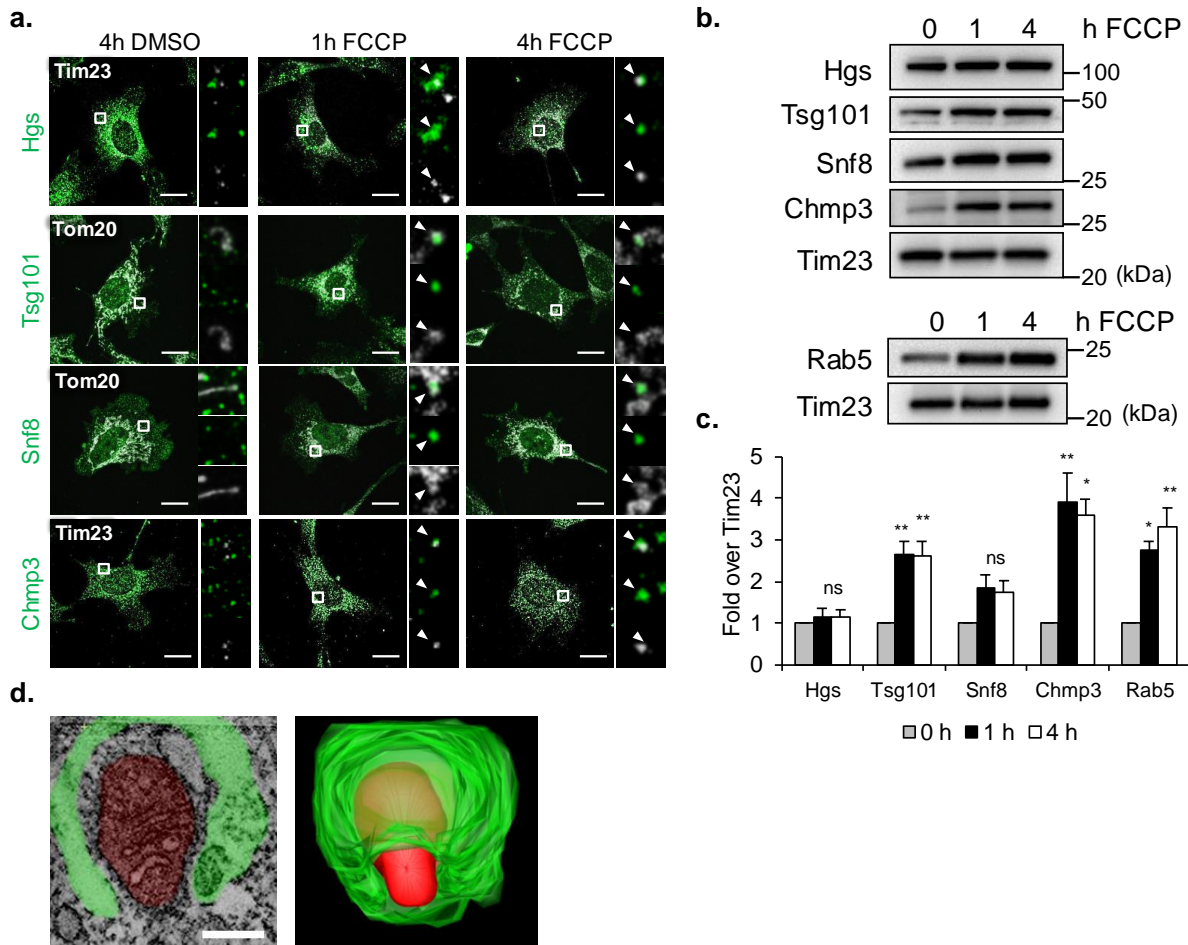 a.
4h DMSO 1h FCCP 4h FCCP
Hgs
Tim23
Tsg101
Tom20
Snf8
Tom20
Chmp3
Tim23
b.
0 1 4 h FCCP
Hgs
100
50
Tsg101
Snf8
25
Chmp3
25
Tim23
20 (kDa)
0 1 4 h FCCP
Rab5
25
Tim23
20 (kDa)
c.
Fold over Tim23
5
4
3
2
1
0
ns
** **
ns
** *
* **
Hgs Tsg101 Snf8 Chmp3 Rab5
0 h 1 h 4 h
d.